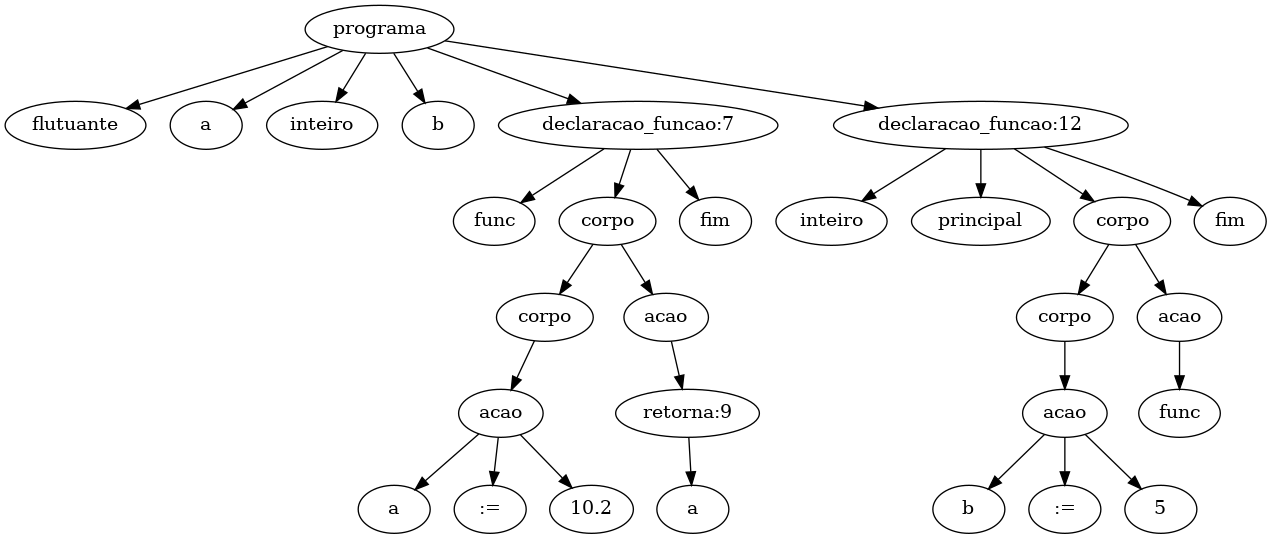 programa
flutuante a inteiro b declaracao_funcao:7 declaracao_funcao:12
func corpo fim inteiro principal corpo fim
corpo acao corpo acao
acao retorna:9 acao func
a := 10.2 a b := 5